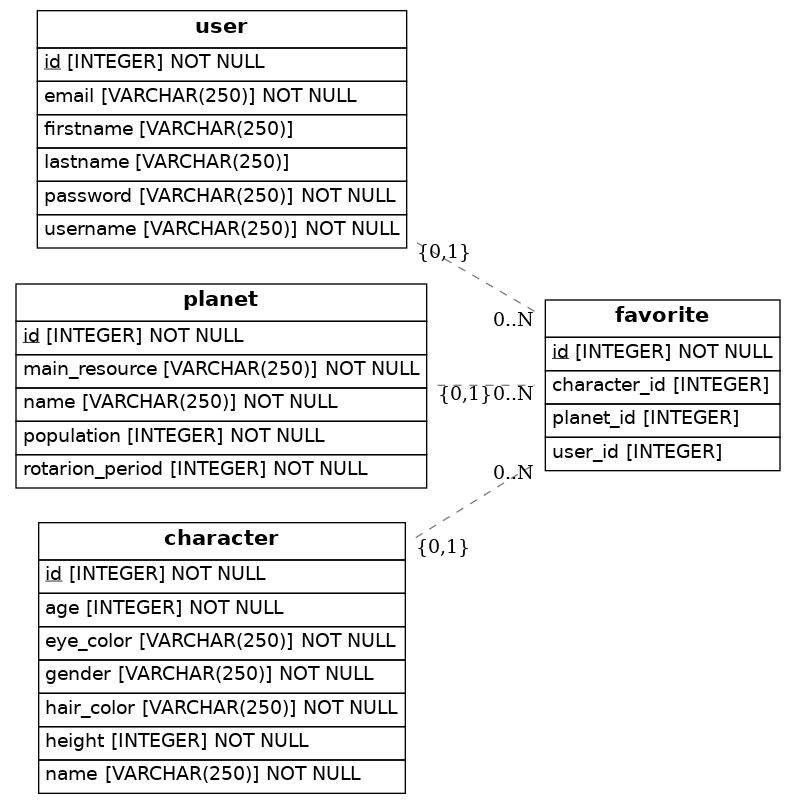 user
id [INTEGER] NOT NULL
email [VARCHAR(250)] NOT NULL
firstname [VARCHAR(250)]
lastname [VARCHAR(250)]
password [VARCHAR(250)] NOT NULL
username [VARCHAR(250)] NOT NULL
{0,1}
0..N
planet
id [INTEGER] NOT NULL
main_resource [VARCHAR(250)] NOT NULL
name [VARCHAR(250)] NOT NULL
population [INTEGER] NOT NULL
rotarion_period [INTEGER] NOT NULL
{0,1}
0..N
favorite
id [INTEGER] NOT NULL
character_id [INTEGER]
planet_id [INTEGER]
user_id [INTEGER]
0..N
{0,1}
character
id [INTEGER] NOT NULL
age [INTEGER] NOT NULL
eye_color [VARCHAR(250)] NOT NULL
gender [VARCHAR(250)] NOT NULL
hair_color [VARCHAR(250)] NOT NULL
height [INTEGER] NOT NULL
name [VARCHAR(250)] NOT NULL